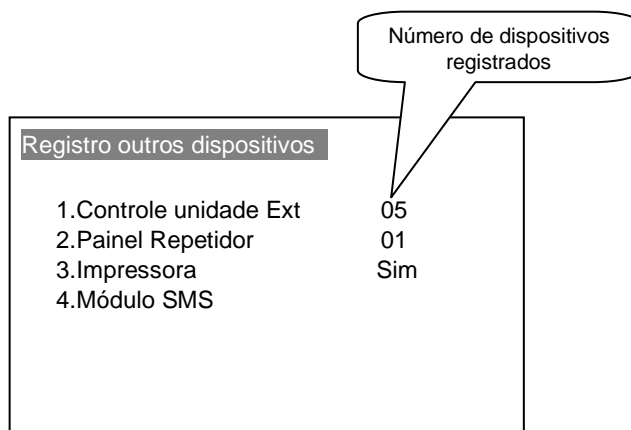 Número de dispositivos
registrados
Registro outros dispositivos
1.Controle unidade Ext 05
2.Painel Repetidor 01
3.Impressora Sim
4.Módulo SMS